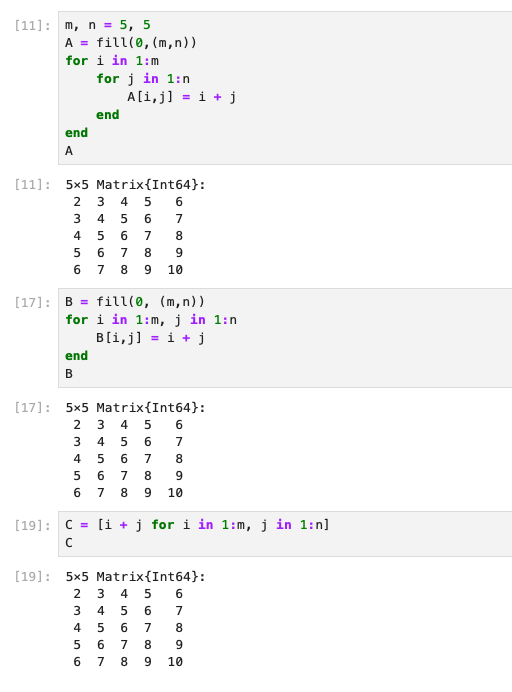 [11]: m, n = 5, 5
A = fill(0,(m,n))
for i in 1:m
    for j in 1:n
        A[i,j] = i + j
    end
end
A
[11]: 5×5 Matrix{Int64}:
 2  3  4  5   6
 3  4  5  6   7
 4  5  6  7   8
 5  6  7  8   9
 6  7  8  9  10
[17]: B = fill(0, (m,n))
for i in 1:m, j in 1:n
    B[i,j] = i + j
end
B
[17]: 5×5 Matrix{Int64}:
 2  3  4  5   6
 3  4  5  6   7
 4  5  6  7   8
 5  6  7  8   9
 6  7  8  9  10
[19]: C = [i + j for i in 1:m, j in 1:n]
C
[19]: 5×5 Matrix{Int64}:
 2  3  4  5   6
 3  4  5  6   7
 4  5  6  7   8
 5  6  7  8   9
 6  7  8  9  10